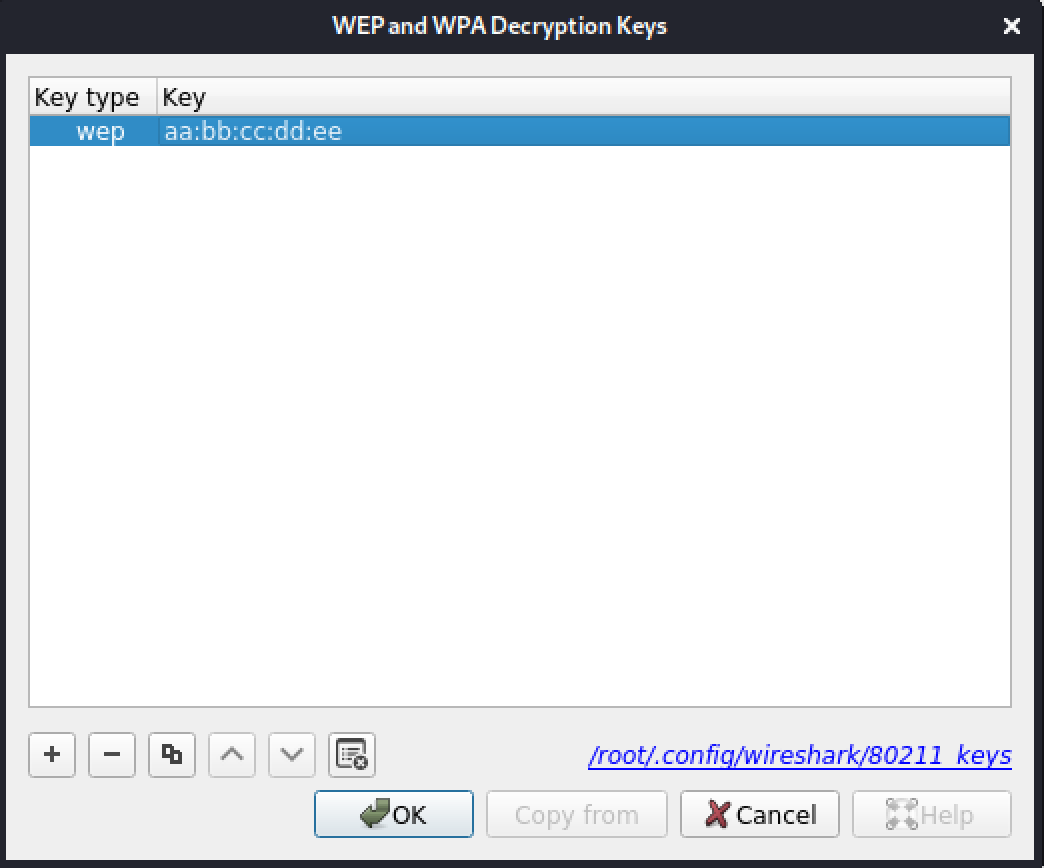 WEP and WPA Decryption Keys
Key type Key
wep aa:bb:cc:dd:ee
/root/.config/wireshark/80211_keys
OK Copy from Cancel Help